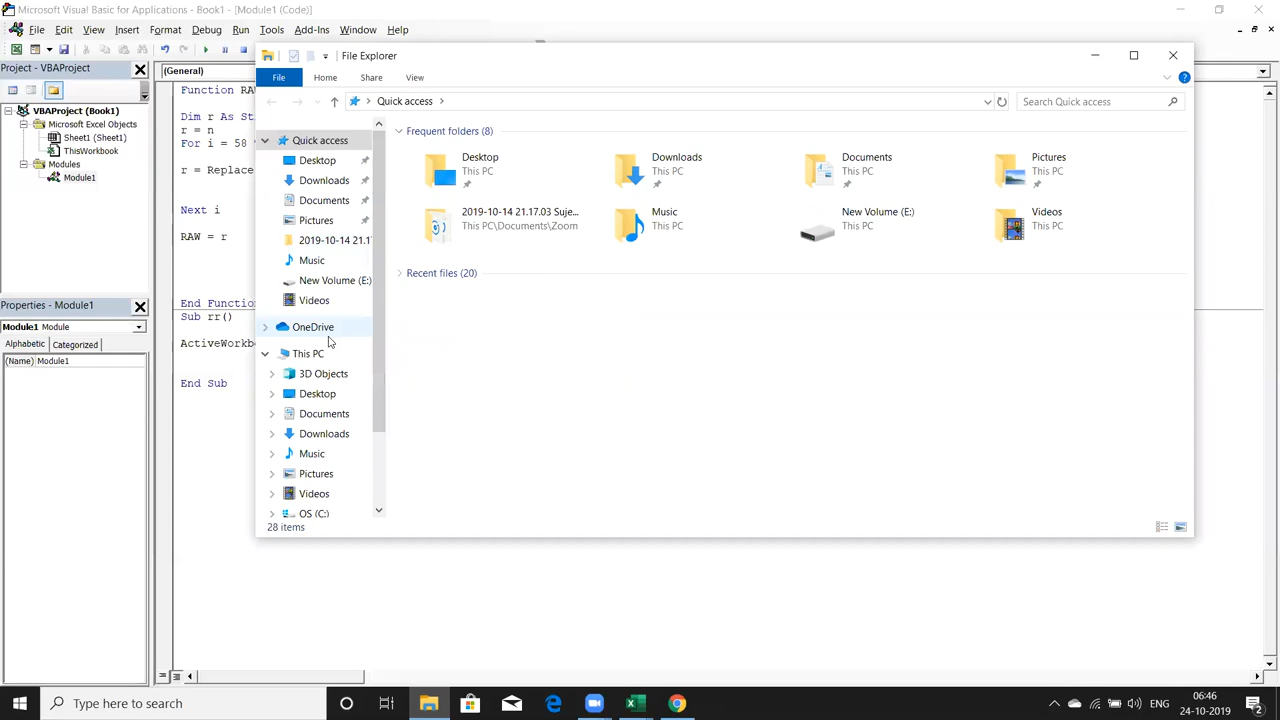 Microsoft Visual Basic for Applications - Book1 - [Module1 (Code)]
File Edit View Insert Format Debug Run Tools Add-Ins Window Help
Project - VBAProject
VBAProject (Book1)
Microsoft Excel Objects
Sheet1 (Sheet1)
ThisWorkbook
Modules
Module1
Properties - Module1
Module1 Module
Alphabetic Categorized
(Name) Module1
(General)
Function RA
Dim r As St
r = n
For i = 58
r = Replace
Next i
RAW = r
End Functio
Sub rr()
ActiveWorkb
End Sub
File Explorer
File Home Share View
Quick access
Search Quick access
Quick access
Desktop
Downloads
Documents
Pictures
2019-10-14 21.1
Music
New Volume (E:)
Videos
OneDrive
This PC
3D Objects
Desktop
Documents
Downloads
Music
Pictures
Videos
OS (C:)
Frequent folders (8)
Desktop
This PC
Downloads
This PC
Documents
This PC
Pictures
This PC
2019-10-14 21.17.03 Suje...
This PC\Documents\Zoom
Music
This PC
New Volume (E:)
This PC
Videos
This PC
Recent files (20)
28 items
Type here to search
ENG
06:46
24-10-2019
2